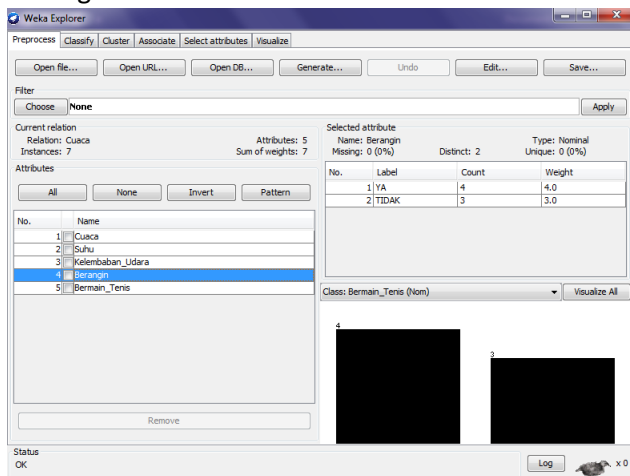 Weka Explorer
Preprocess Classify Cluster Associate Select attributes Visualize
Open file... Open URL... Open DB... Generate... Undo Edit... Save...
Filter
Choose None Apply
Current relation
Relation: Cuaca Attributes: 5
Instances: 7 Sum of weights: 7
Selected attribute
Name: Berangin Type: Nominal
Missing: 0 (0%) Distinct: 2 Unique: 0 (0%)
No. Label Count Weight
1 YA 4 4.0
2 TIDAK 3 3.0
Attributes
All None Invert Pattern
No. Name
1 Cuaca
2 Suhu
3 Kelembaban_Udara
4 Berangin
5 Bermain_Tenis
Remove
Class: Bermain_Tenis (Nom) Visualize All
4
3
Status
OK Log x 0